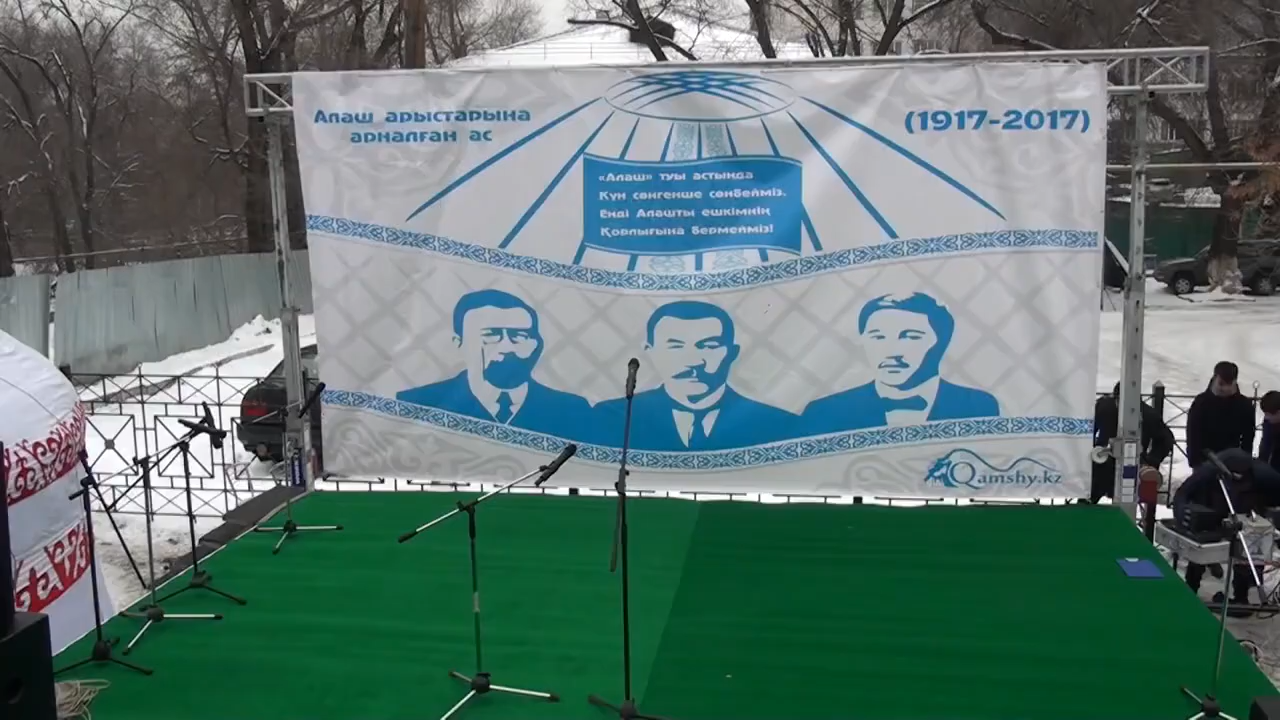 Алаш арыстарына
арналған ас
(1917-2017)
«Алаш» туы астында
Күн сөнгенше сөнбейміз.
Енді Алашты ешкімнің
Қорлығына бермейміз!
Qamshy.kz